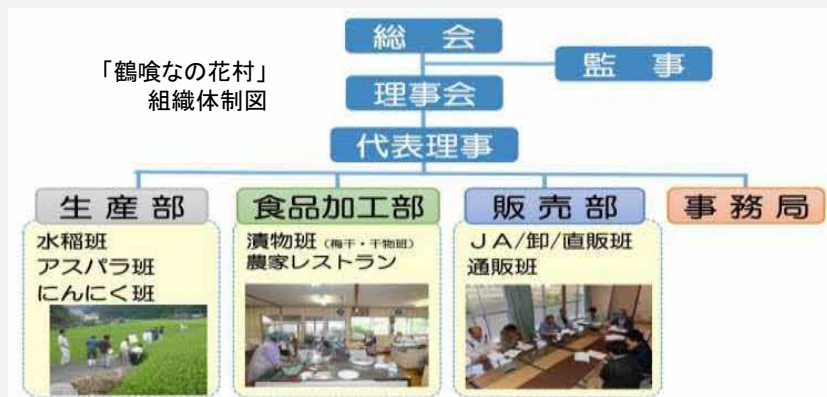 「鶴喰なの花村」
組織体制図
総会
監事
理事会
代表理事
生産部
水稲班
アスパラ班
にんにく班
食品加工部
漬物班（梅干・干物班）
農家レストラン
販売部
JA/卸/直販班
通販班
事務局